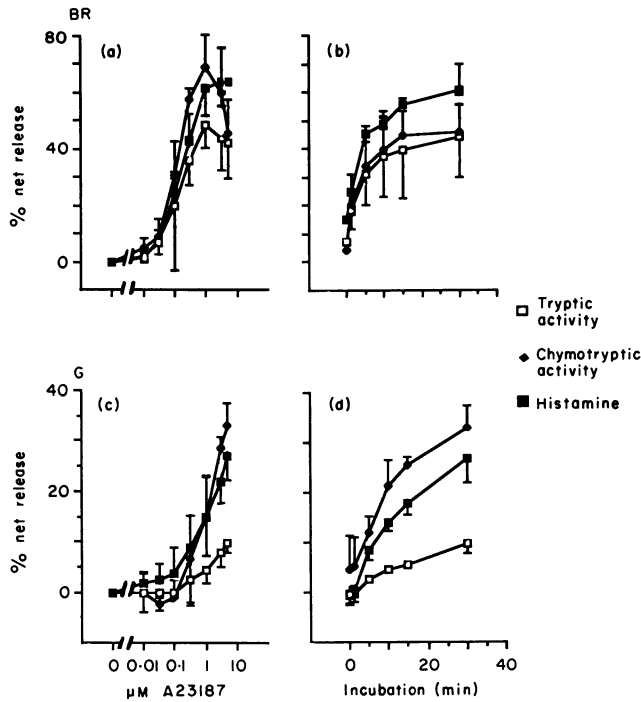 BR
80
(a)
(b)
40
0
% net release
Tryptic
activity
Chymotryptic
activity
Histamine
G
40
(c)
(d)
20
0
% net release
0 0·01 0·1 1 10
0 20 40
µM A23187
Incubation (min)